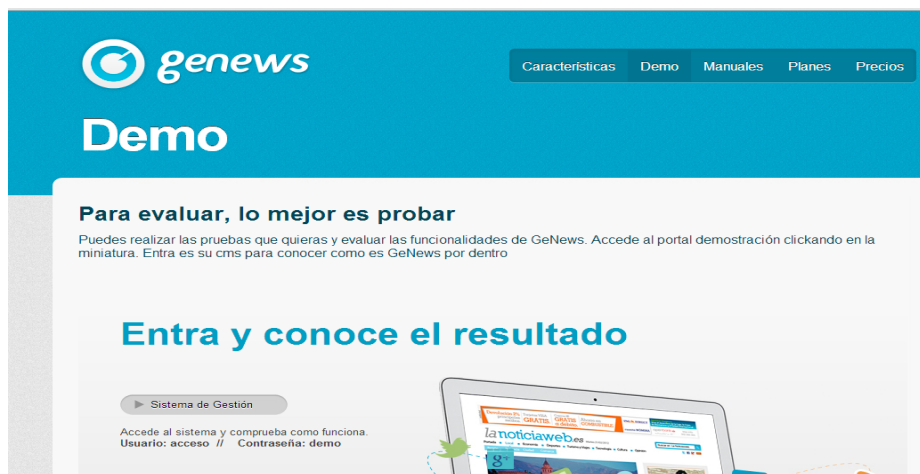 genews
Características Demo Manuales Planes Precios
Demo
Para evaluar, lo mejor es probar
Puedes realizar las pruebas que quieras y evaluar las funcionalidades de GeNews. Accede al portal demostración clickando en la
miniatura. Entra es su cms para conocer como es GeNews por dentro
Entra y conoce el resultado
Sistema de Gestión
Accede al sistema y comprueba como funciona.
Usuario: acceso // Contraseña: demo
GRATIS GRATIS
lanoticiaweb.es
8+